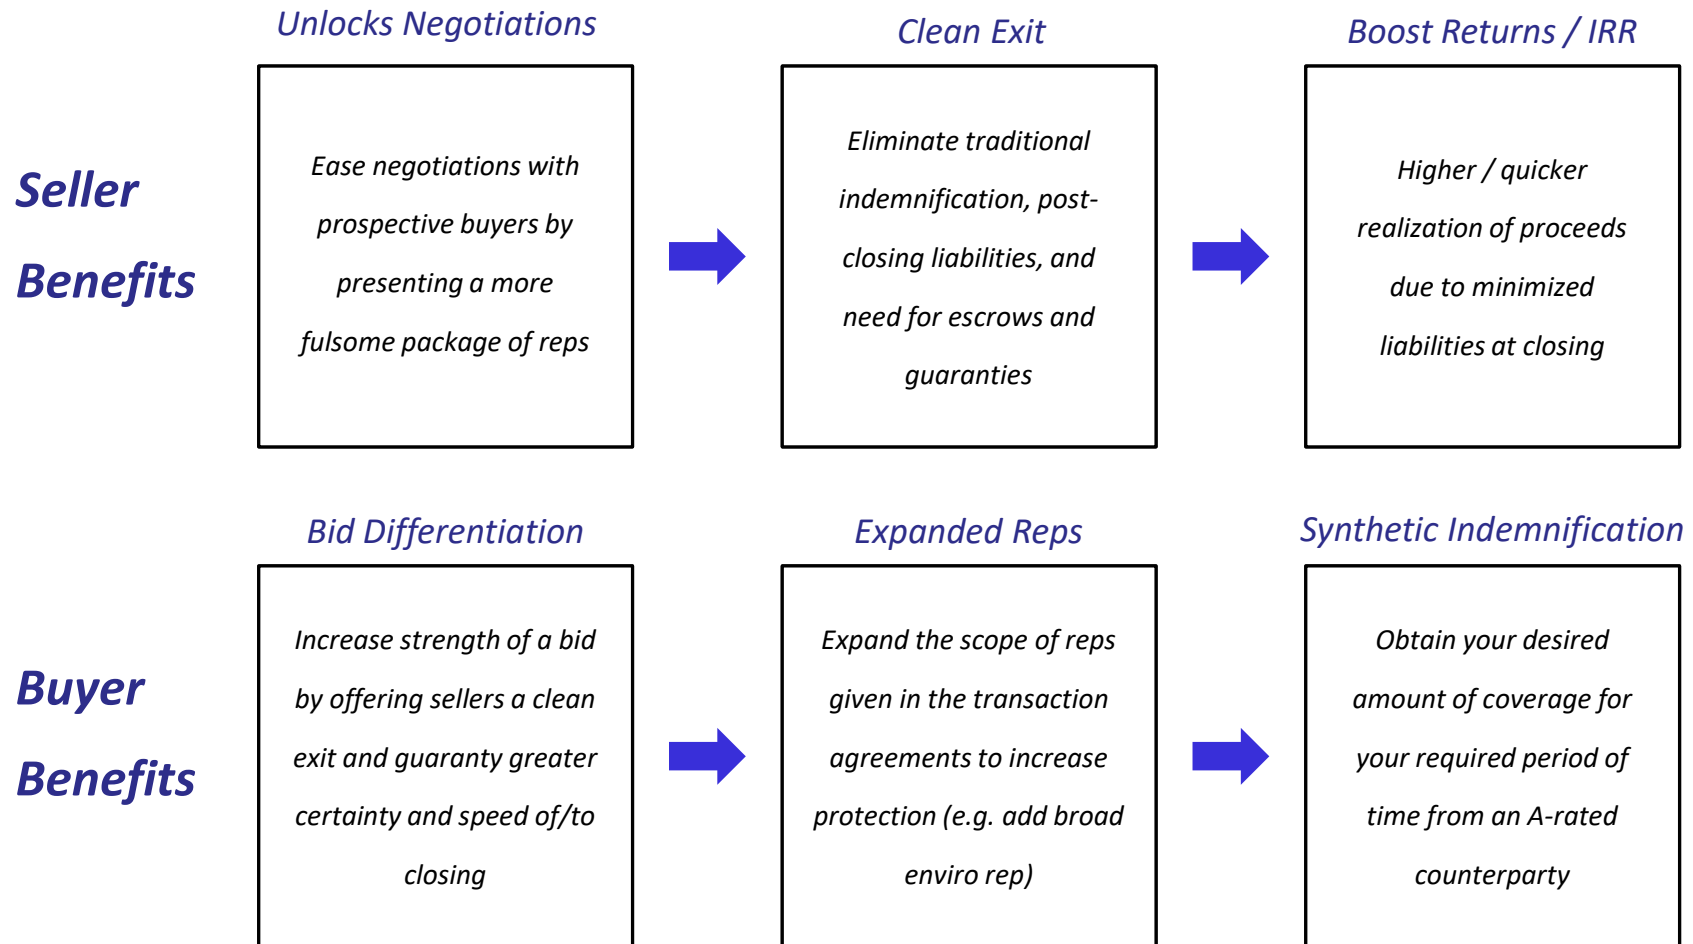 Unlocks Negotiations
Clean Exit
Boost Returns / IRR
Seller
Benefits
Ease negotiations with
prospective buyers by
presenting a more
fulsome package of reps
Eliminate traditional
indemnification, post-
closing liabilities, and
need for escrows and
guaranties
Higher / quicker
realization of proceeds
due to minimized
liabilities at closing
Bid Differentiation
Expanded Reps
Synthetic Indemnification
Buyer
Benefits
Increase strength of a bid
by offering sellers a clean
exit and guaranty greater
certainty and speed of/to
closing
Expand the scope of reps
given in the transaction
agreements to increase
protection (e.g. add broad
enviro rep)
Obtain your desired
amount of coverage for
your required period of
time from an A-rated
counterparty